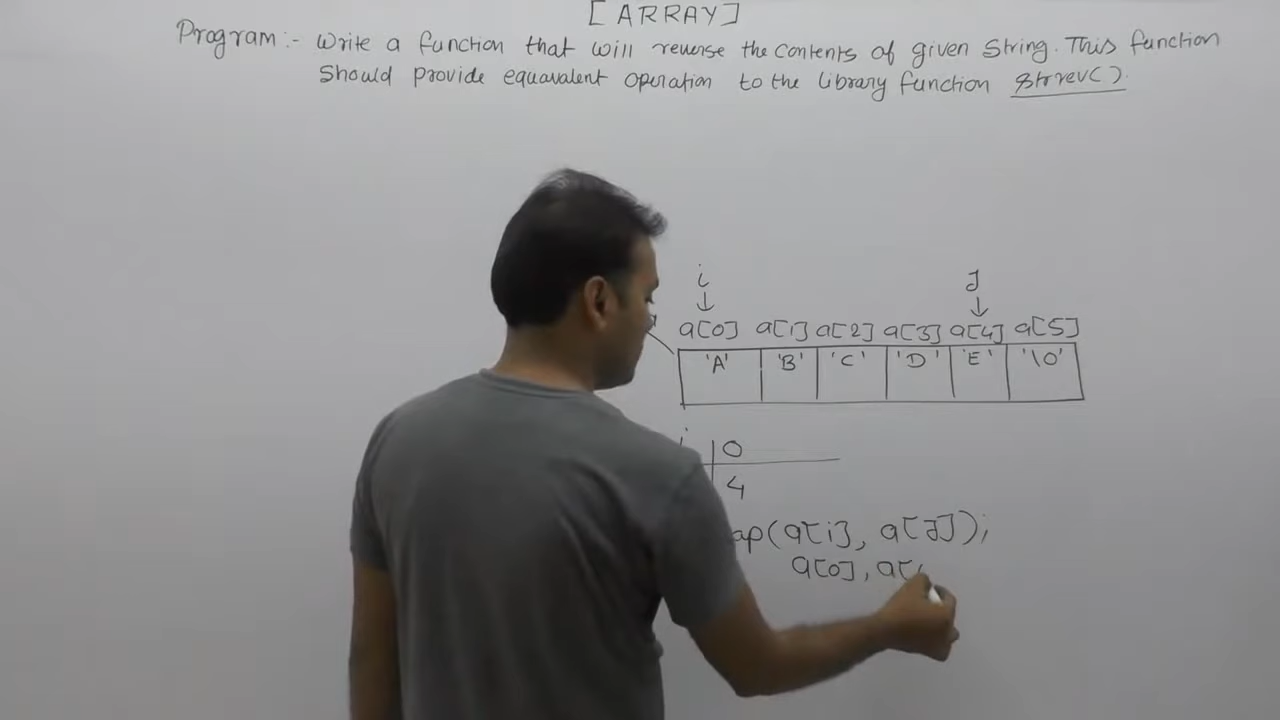 [ARRAY]
Program:- Write a function that will reverse the contents of given String. This function
Should provide equavalent operation to the library function strrev().
i J
↓ ↓
a[0] a[1] a[2] a[3] a[4] a[5]
'A' 'B' 'C' 'D' 'E' '\0'
i 0
4
ap(a[i], a[J]);
a[0], a[